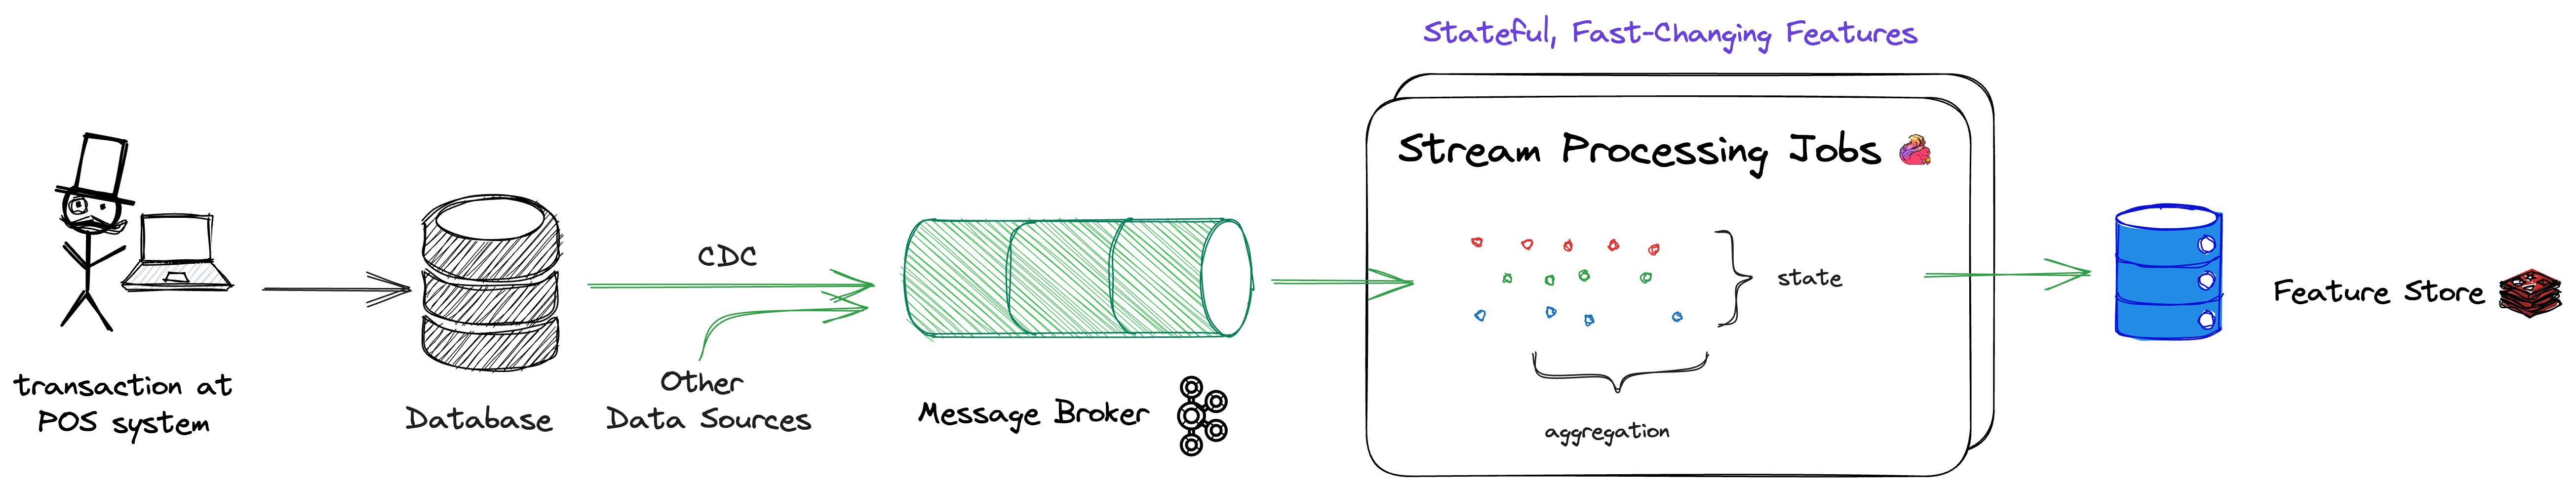 Stateful, Fast-Changing Features
Stream Processing Jobs
CDC
state
Feature Store
transaction at
POS system
Database
Other
Data Sources
Message Broker
aggregation